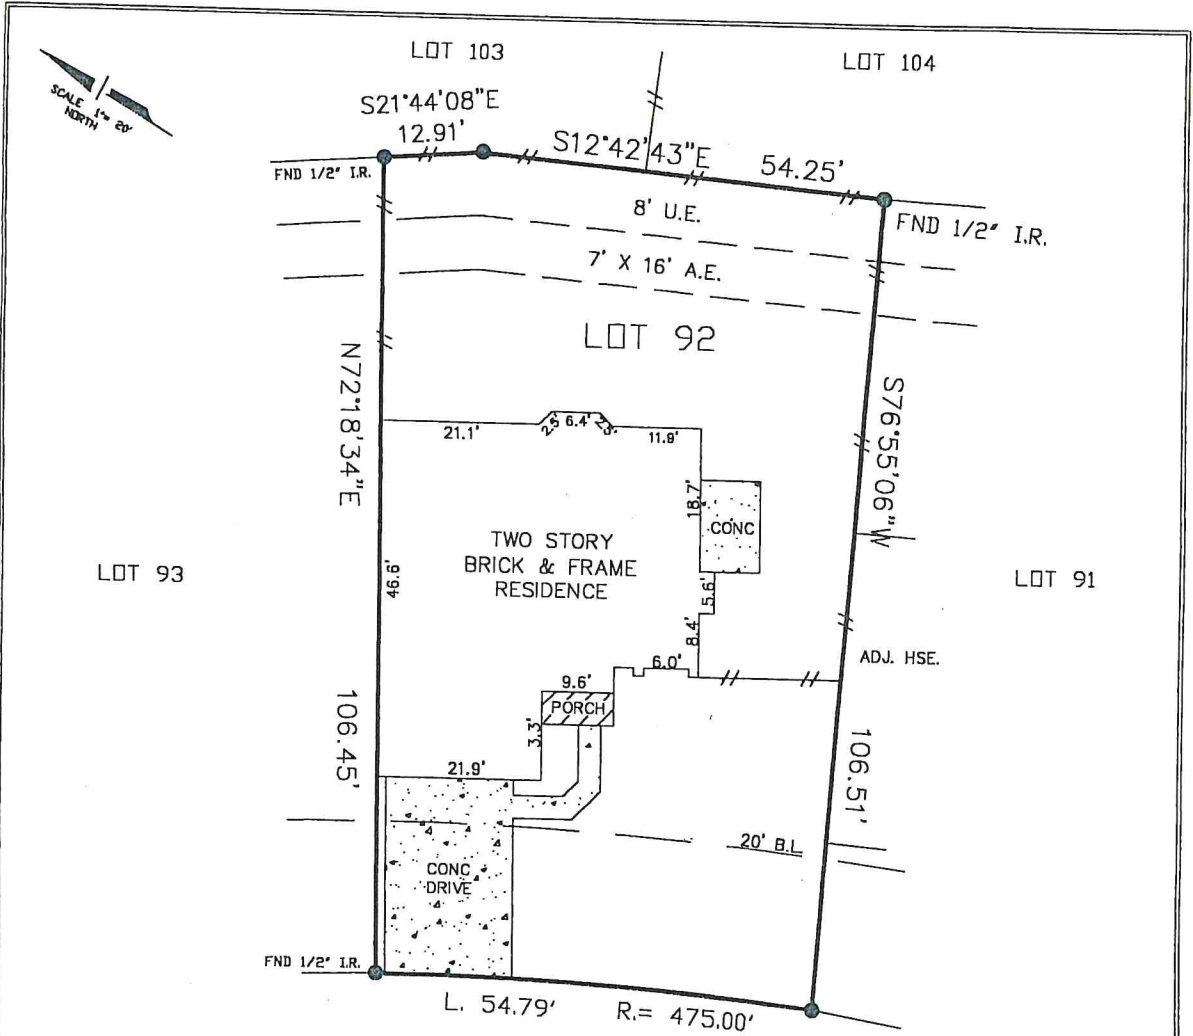 LOT 103
LOT 104
SCALE 1"= 20'
NORTH
S21°44'08"E
12.91'
S12°42'43"E
54.25'
FND 1/2" I.R.
FND 1/2" I.R.
8' U.E.
7' X 16' A.E.
LOT 92
N72°18'34"E
S76°55'06"W
21.1'
2.5'
6.4'
2.5'
11.9'
18.7'
CONC
TWO STORY
BRICK & FRAME
RESIDENCE
LOT 93
46.6'
5.6'
LOT 91
8.4'
ADJ. HSE.
6.0'
9.6'
PORCH
3.3'
106.45'
106.51'
21.9'
20' B.L.
CONC
DRIVE
FND 1/2" I.R.
L. 54.79'
R.= 475.00'